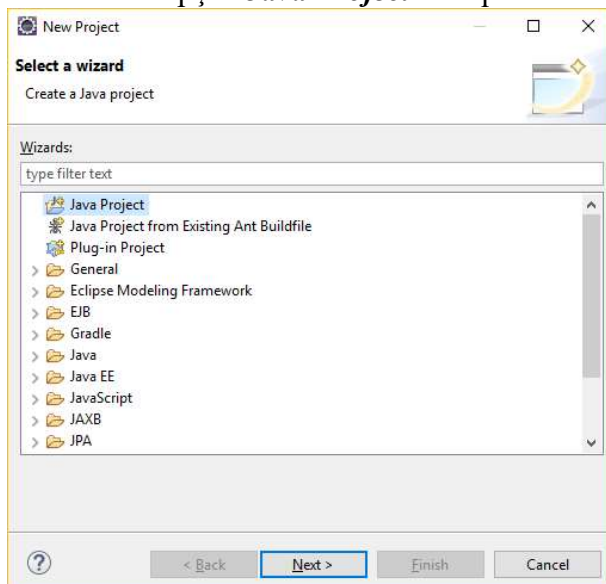 New Project
Select a wizard
Create a Java project
Wizards:
type filter text
Java Project
Java Project from Existing Ant Buildfile
Plug-in Project
General
Eclipse Modeling Framework
EJB
Gradle
Java
Java EE
JavaScript
JAXB
JPA
< Back Next > Finish Cancel